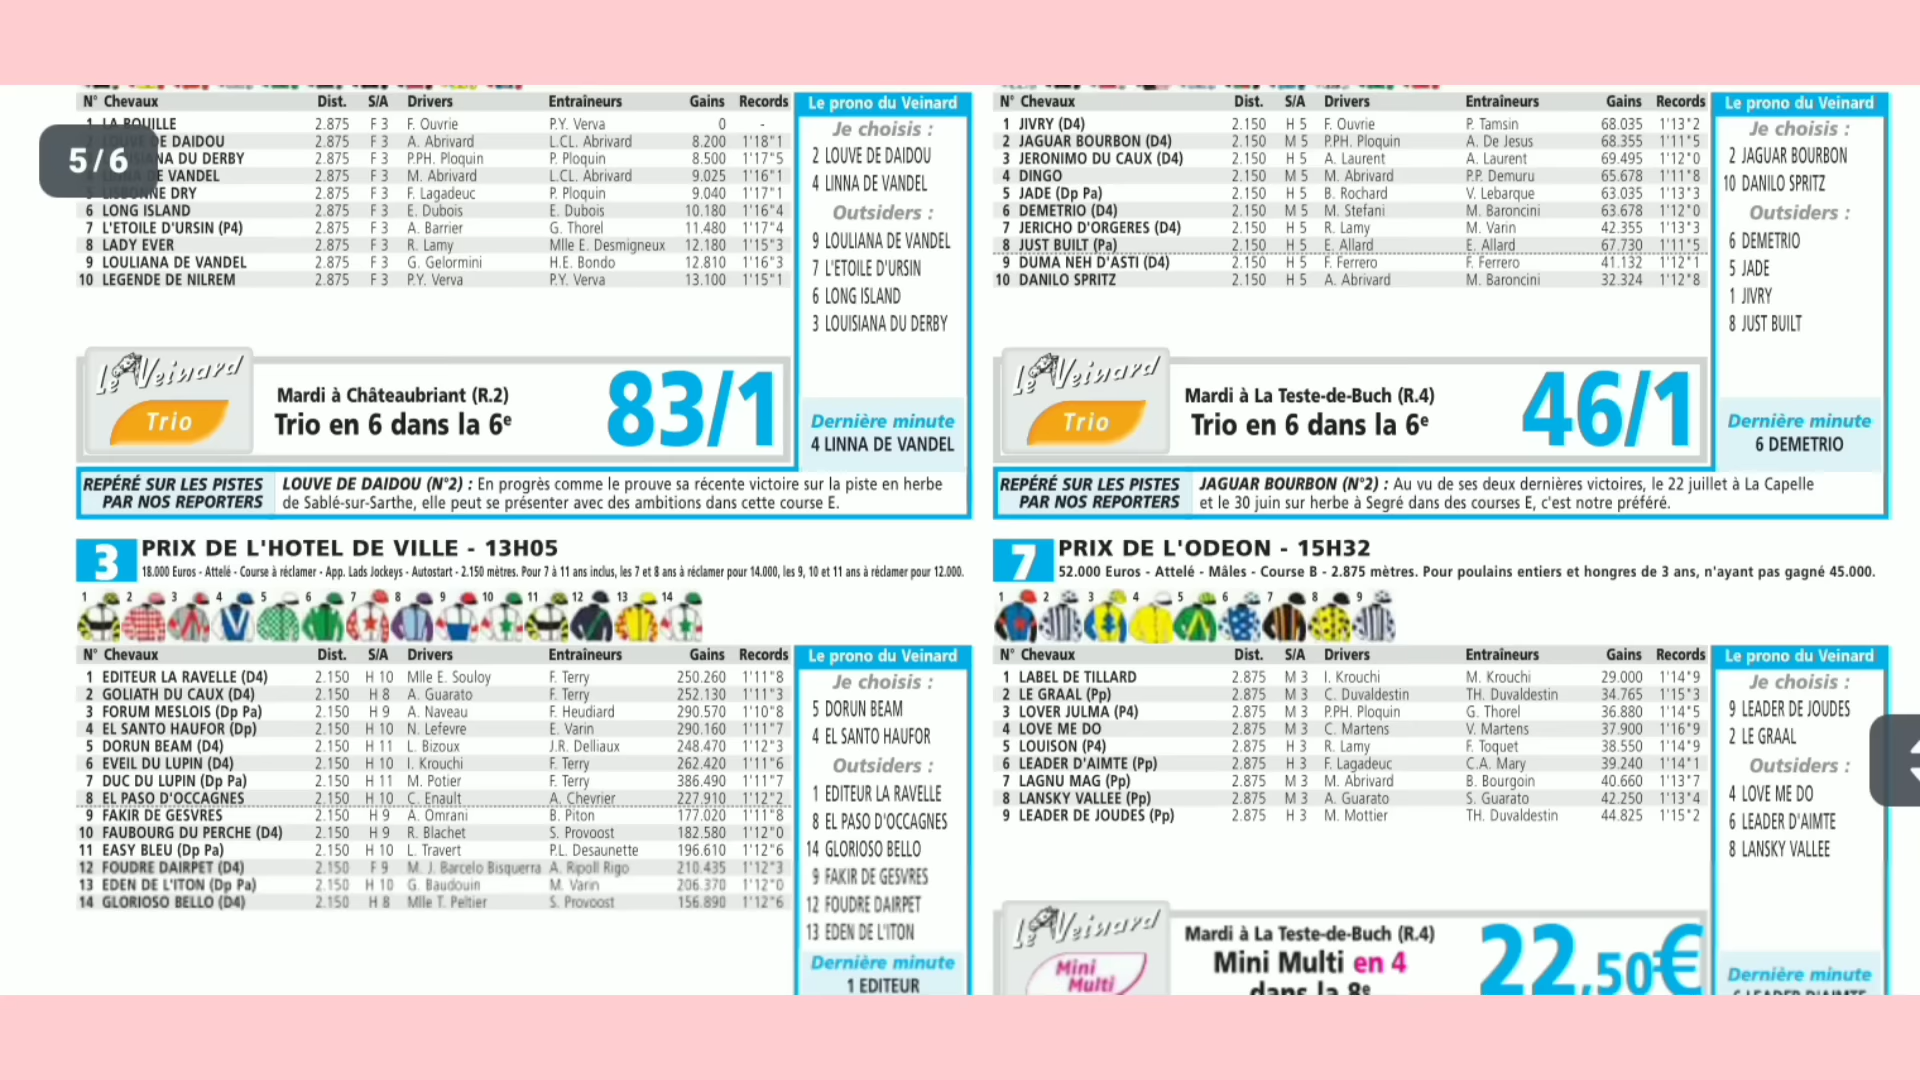 5/6
N° Chevaux Dist. S/A Drivers Entraîneurs Gains Records
1 LA BOUILLE 2.875 F 3 F. Ouvrie P.Y. Verva 0 -
DE DAIDOU 2.875 F 3 A. Abrivard L.CL. Abrivard 8.200 1'18"1
NA DU DERBY 2.875 F 3 P.PH. Ploquin P. Ploquin 8.500 1'17"5
DE VANDEL 2.875 F 3 M. Abrivard L.CL. Abrivard 9.025 1'16"1
5 LISBONNE DRY 2.875 F 3 F. Lagadeuc P. Ploquin 9.040 1'17"1
6 LONG ISLAND 2.875 F 3 E. Dubois E. Dubois 10.180 1'16"4
7 L'ETOILE D'URSIN (P4) 2.875 F 3 A. Barrier G. Thorel 11.480 1'17"4
8 LADY EVER 2.875 F 3 R. Lamy Mlle E. Desmigneux 12.180 1'15"3
9 LOULIANA DE VANDEL 2.875 F 3 G. Gelormini H.E. Bondo 12.810 1'16"3
10 LEGENDE DE NILREM 2.875 F 3 P.Y. Verva P.Y. Verva 13.100 1'15"1
Le prono du Veinard
Je choisis :
2 LOUVE DE DAIDOU
4 LINNA DE VANDEL
Outsiders :
9 LOULIANA DE VANDEL
7 L'ETOILE D'URSIN
6 LONG ISLAND
3 LOUISIANA DU DERBY
Dernière minute
4 LINNA DE VANDEL
Le Veinard
Trio
Mardi à Châteaubriant (R.2)
Trio en 6 dans la 6e
83/1
REPÉRÉ SUR LES PISTES
PAR NOS REPORTERS
LOUVE DE DAIDOU (N°2) : En progrès comme le prouve sa récente victoire sur la piste en herbe
de Sablé-sur-Sarthe, elle peut se présenter avec des ambitions dans cette course E.
3 PRIX DE L'HOTEL DE VILLE - 13H05
18.000 Euros - Attelé - Course à réclamer - App. Lads Jockeys - Autostart - 2.150 mètres. Pour 7 à 11 ans inclus, les 7 et 8 ans à réclamer pour 14.000, les 9, 10 et 11 ans à réclamer pour 12.000.
1 2 3 4 5 6 7 8 9 10 11 12 13 14
N° Chevaux Dist. S/A Drivers Entraîneurs Gains Records
1 EDITEUR LA RAVELLE (D4) 2.150 H 10 Mlle E. Souloy F. Terry 250.260 1'11"8
2 GOLIATH DU CAUX (D4) 2.150 H 8 A. Guarato F. Terry 252.130 1'11"3
3 FORUM MESLOIS (Dp Pa) 2.150 H 9 A. Naveau F. Heudiard 290.570 1'10"8
4 EL SANTO HAUFOR (Dp) 2.150 H 10 N. Lefevre E. Varin 290.160 1'11"7
5 DORUN BEAM (D4) 2.150 H 11 L. Bizoux J.R. Delliaux 248.470 1'12"3
6 EVEIL DU LUPIN (D4) 2.150 H 10 I. Krouchi F. Terry 262.420 1'11"6
7 DUC DU LUPIN (Dp Pa) 2.150 H 11 M. Potier F. Terry 386.490 1'11"7
8 EL PASO D'OCCAGNES 2.150 H 10 C. Enault A. Chevrier 227.910 1'12"2
9 FAKIR DE GESVRES 2.150 H 9 A. Omrani B. Piton 177.020 1'11"8
10 FAUBOURG DU PERCHE (D4) 2.150 H 9 R. Blachet S. Provoost 182.580 1'12"0
11 EASY BLEU (Dp Pa) 2.150 H 10 L. Travert P.L. Desaunette 196.610 1'12"6
12 FOUDRE DAIRPET (D4) 2.150 F 9 M. J. Barcelo Bisquerra A. Ripoll Rigo 210.435 1'12"3
13 EDEN DE L'ITON (Dp Pa) 2.150 H 10 G. Baudouin M. Varin 206.370 1'12"0
14 GLORIOSO BELLO (D4) 2.150 H 8 Mlle T. Peltier S. Provoost 156.890 1'12"6
Le prono du Veinard
Je choisis :
5 DORUN BEAM
4 EL SANTO HAUFOR
Outsiders :
1 EDITEUR LA RAVELLE
8 EL PASO D'OCCAGNES
14 GLORIOSO BELLO
9 FAKIR DE GESVRES
12 FOUDRE DAIRPET
13 EDEN DE L'ITON
Dernière minute
1 EDITEUR
N° Chevaux Dist. S/A Drivers Entraîneurs Gains Records
1 JIVRY (D4) 2.150 H 5 F. Ouvrie P. Tamsin 68.035 1'13"2
2 JAGUAR BOURBON (D4) 2.150 M 5 P.PH. Ploquin A. De Jesus 68.355 1'11"5
3 JERONIMO DU CAUX (D4) 2.150 H 5 A. Laurent A. Laurent 69.495 1'12"0
4 DINGO 2.150 M 5 M. Abrivard P.P. Demuru 65.678 1'11"8
5 JADE (Dp Pa) 2.150 H 5 B. Rochard V. Lebarque 63.035 1'13"3
6 DEMETRIO (D4) 2.150 M 5 M. Stefani M. Baroncini 63.678 1'12"0
7 JERICHO D'ORGERES (D4) 2.150 H 5 R. Lamy M. Varin 42.355 1'13"3
8 JUST BUILT (Pa) 2.150 H 5 E. Allard E. Allard 67.730 1'11"5
9 DUMA NEH D'ASTI (D4) 2.150 H 5 F. Ferrero F. Ferrero 41.132 1'12"1
10 DANILO SPRITZ 2.150 H 5 A. Abrivard M. Baroncini 32.324 1'12"8
Le prono du Veinard
Je choisis :
2 JAGUAR BOURBON
10 DANILO SPRITZ
Outsiders :
6 DEMETRIO
5 JADE
1 JIVRY
8 JUST BUILT
Dernière minute
6 DEMETRIO
Le Veinard
Trio
Mardi à La Teste-de-Buch (R.4)
Trio en 6 dans la 6e
46/1
REPÉRÉ SUR LES PISTES
PAR NOS REPORTERS
JAGUAR BOURBON (N°2) : Au vu de ses deux dernières victoires, le 22 juillet à La Capelle
et le 30 juin sur herbe à Segré dans des courses E, c'est notre préféré.
7 PRIX DE L'ODEON - 15H32
52.000 Euros - Attelé - Mâles - Course B - 2.875 mètres. Pour poulains entiers et hongres de 3 ans, n'ayant pas gagné 45.000.
1 2 3 4 5 6 7 8 9
N° Chevaux Dist. S/A Drivers Entraîneurs Gains Records
1 LABEL DE TILLARD 2.875 M 3 I. Krouchi M. Krouchi 29.000 1'14"9
2 LE GRAAL (Pp) 2.875 M 3 C. Duvaldestin TH. Duvaldestin 34.765 1'15"3
3 LOVER JULMA (P4) 2.875 M 3 P.PH. Ploquin G. Thorel 36.880 1'14"5
4 LOVE ME DO 2.875 M 3 C. Martens V. Martens 37.900 1'16"9
5 LOUISON (P4) 2.875 H 3 R. Lamy F. Toquet 38.550 1'14"9
6 LEADER D'AIMTE (Pp) 2.875 H 3 F. Lagadeuc C.A. Mary 39.240 1'14"1
7 LAGNU MAG (Pp) 2.875 M 3 M. Abrivard B. Bourgoin 40.660 1'13"7
8 LANSKY VALLEE (Pp) 2.875 M 3 A. Guarato S. Guarato 42.250 1'13"4
9 LEADER DE JOUDES (Pp) 2.875 H 3 M. Mottier TH. Duvaldestin 44.825 1'15"2
Le prono du Veinard
Je choisis :
9 LEADER DE JOUDES
2 LE GRAAL
Outsiders :
4 LOVE ME DO
6 LEADER D'AIMTE
8 LANSKY VALLEE
Dernière minute
6 LEADER D'AIMTE
Le Veinard
Mini
Multi
Mardi à La Teste-de-Buch (R.4)
Mini Multi en 4
dans la 8e
22,50€